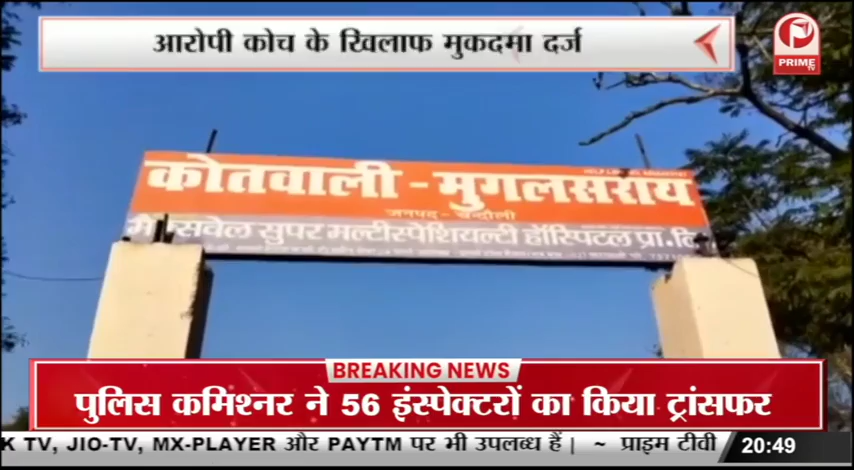 आरोपी कोच के खिलाफ मुकदमा दर्ज
PRIME
TV
कोतवाली - मुगलसराय
जनपद - चन्दौली
सुपर मल्टीस्पेशियल्टी हॉस्पिटल प्रा. लि.
BREAKING NEWS
पुलिस कमिश्नर ने 56 इंस्पेक्टरों का किया ट्रांसफर
K TV, JIO-TV, MX-PLAYER और PAYTM पर भी उपलब्ध हैं | ~ प्राइम टीवी
20:49